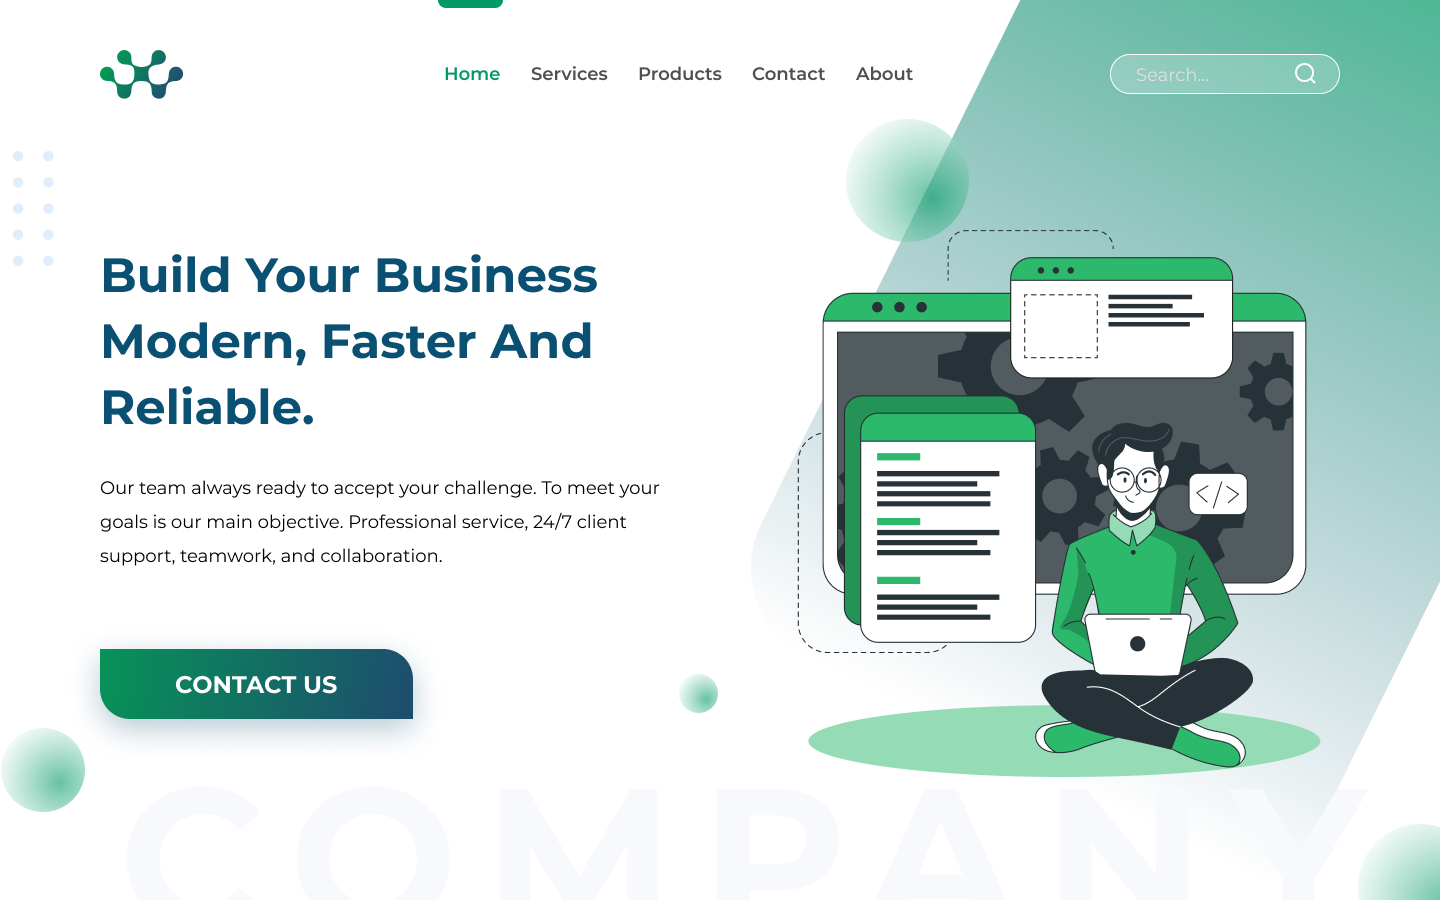 Home Services Products Contact About Search...
Build Your Business
Modern, Faster And
Reliable.
Our team always ready to accept your challenge. To meet your
goals is our main objective. Professional service, 24/7 client
support, teamwork, and collaboration.
</>
CONTACT US
COMPANY